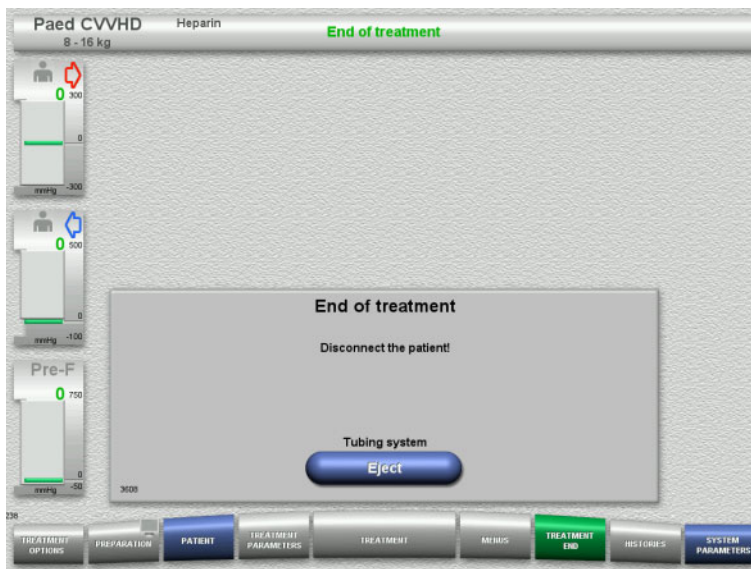 Paed CVVHD
Heparin
End of treatment
8 - 16 kg
0
300
0
-300
mmHg
0
500
0
-100
mmHg
Pre-F
0
750
0
-50
mmHg
End of treatment
Disconnect the patient!
Tubing system
Eject
3608
238
TREATMENT
OPTIONS
PREPARATION
PATIENT
TREATMENT
PARAMETERS
TREATMENT
MENUS
TREATMENT
END
HISTORIES
SYSTEM
PARAMETERS